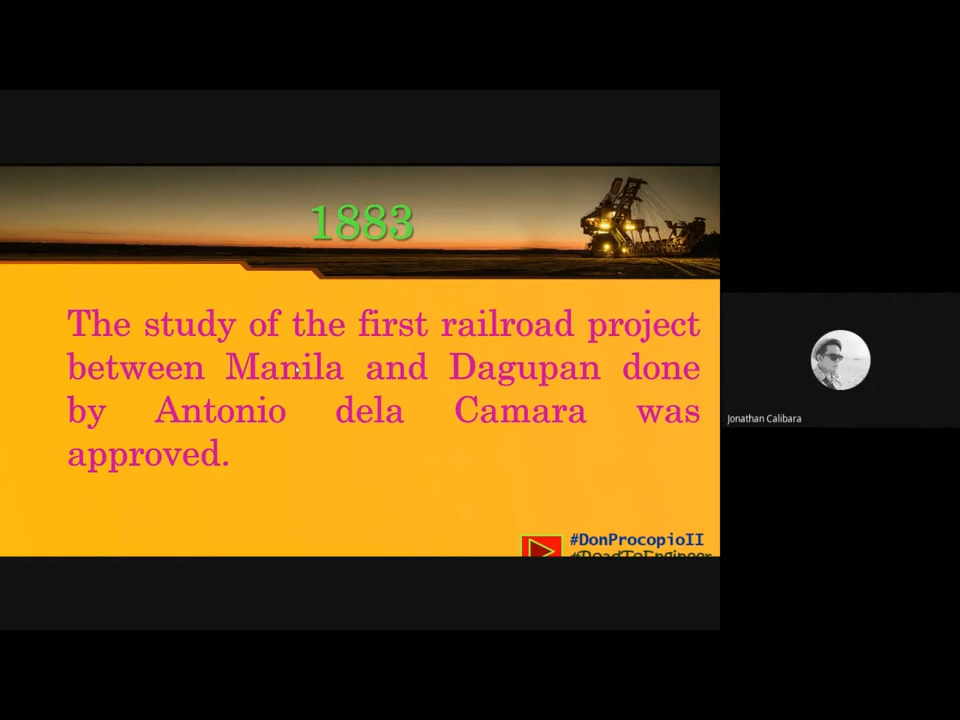 1883
The study of the first railroad project
between Manila and Dagupan done
by Antonio dela Camara was
approved.
#DonProcopioII
#RoadToEngineer
Jonathan Calibara